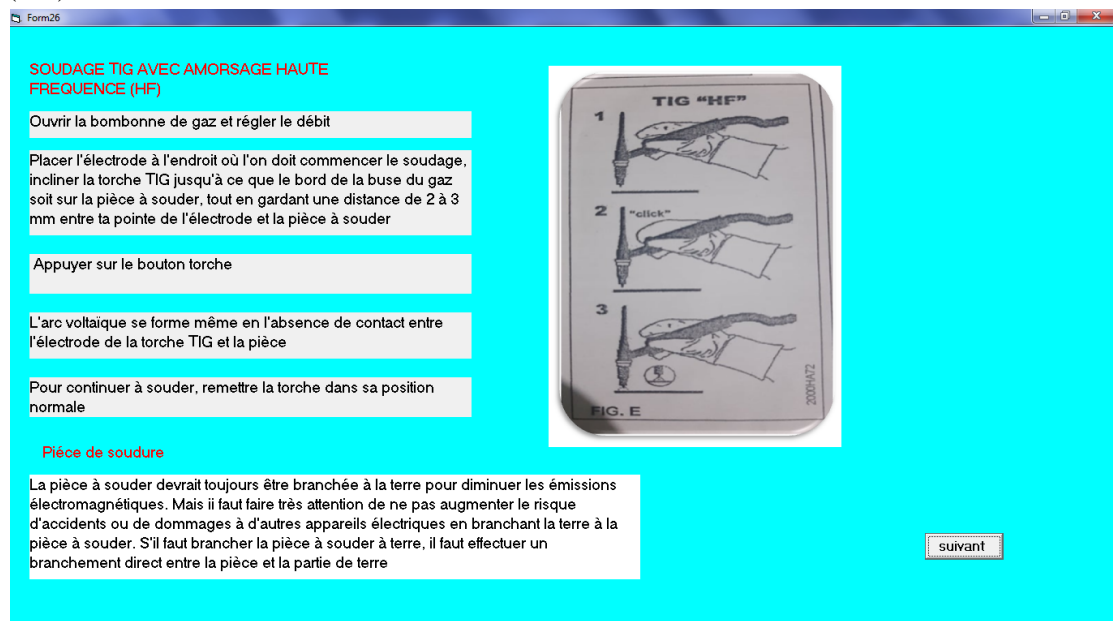 Form26
SOUDAGE TIG AVEC AMORSAGE HAUTE
FREQUENCE (HF)
Ouvrir la bombonne de gaz et régler le débit
Placer l'électrode à l'endroit où l'on doit commencer le soudage,
incliner la torche TIG jusqu'à ce que le bord de la buse du gaz
soit sur la pièce à souder, tout en gardant une distance de 2 à 3
mm entre ta pointe de l'électrode et la pièce à souder
Appuyer sur le bouton torche
L'arc voltaïque se forme même en l'absence de contact entre
l'électrode de la torche TIG et la pièce
Pour continuer à souder, remettre la torche dans sa position
normale
Piéce de soudure
La pièce à souder devrait toujours être branchée à la terre pour diminuer les émissions
électromagnétiques. Mais ii faut faire très attention de ne pas augmenter le risque
d'accidents ou de dommages à d'autres appareils électriques en branchant la terre à la
pièce à souder. S'il faut brancher la pièce à souder à terre, il faut effectuer un
branchement direct entre la pièce et la partie de terre
TIG "HF"
1
2
"click"
3
FIG. E
2000HA72
suivant